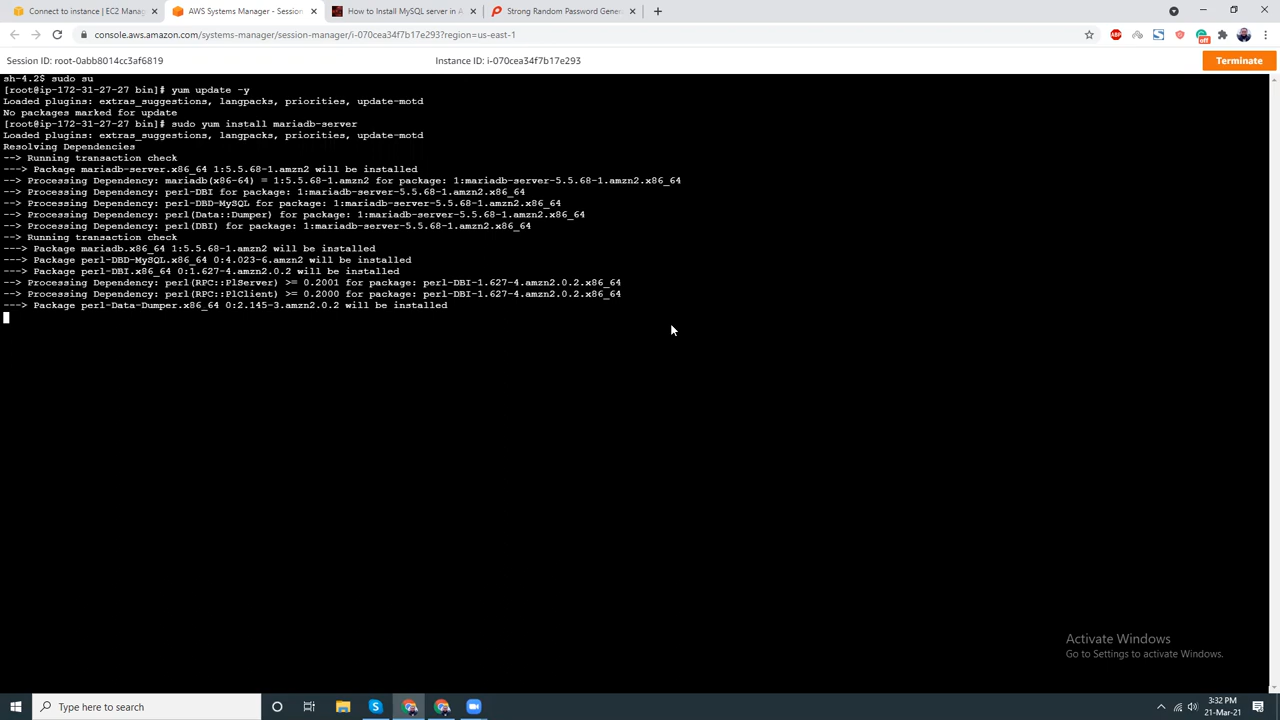 Connect to instance | EC2 Manag
AWS Systems Manager - Session
How to Install MySQL server in A
Strong Random Password Gener
console.aws.amazon.com/systems-manager/session-manager/i-070cea34f7b17e293?region=us-east-1
Session ID: root-0abb8014cc3af6819
Instance ID: i-070cea34f7b17e293
Terminate
sh-4.2$ sudo su
[root@ip-172-31-27-27 bin]# yum update -y
Loaded plugins: extras_suggestions, langpacks, priorities, update-motd
No packages marked for update
[root@ip-172-31-27-27 bin]# sudo yum install mariadb-server
Loaded plugins: extras_suggestions, langpacks, priorities, update-motd
Resolving Dependencies
--> Running transaction check
---> Package mariadb-server.x86_64 1:5.5.68-1.amzn2 will be installed
--> Processing Dependency: mariadb(x86-64) = 1:5.5.68-1.amzn2 for package: 1:mariadb-server-5.5.68-1.amzn2.x86_64
--> Processing Dependency: perl-DBI for package: 1:mariadb-server-5.5.68-1.amzn2.x86_64
--> Processing Dependency: perl-DBD-MySQL for package: 1:mariadb-server-5.5.68-1.amzn2.x86_64
--> Processing Dependency: perl(Data::Dumper) for package: 1:mariadb-server-5.5.68-1.amzn2.x86_64
--> Processing Dependency: perl(DBI) for package: 1:mariadb-server-5.5.68-1.amzn2.x86_64
--> Running transaction check
---> Package mariadb.x86_64 1:5.5.68-1.amzn2 will be installed
---> Package perl-DBD-MySQL.x86_64 0:4.023-6.amzn2 will be installed
---> Package perl-DBI.x86_64 0:1.627-4.amzn2.0.2 will be installed
--> Processing Dependency: perl(RPC::PlServer) >= 0.2001 for package: perl-DBI-1.627-4.amzn2.0.2.x86_64
--> Processing Dependency: perl(RPC::PlClient) >= 0.2000 for package: perl-DBI-1.627-4.amzn2.0.2.x86_64
---> Package perl-Data-Dumper.x86_64 0:2.145-3.amzn2.0.2 will be installed
Activate Windows
Go to Settings to activate Windows.
Type here to search
3:32 PM
21-Mar-21